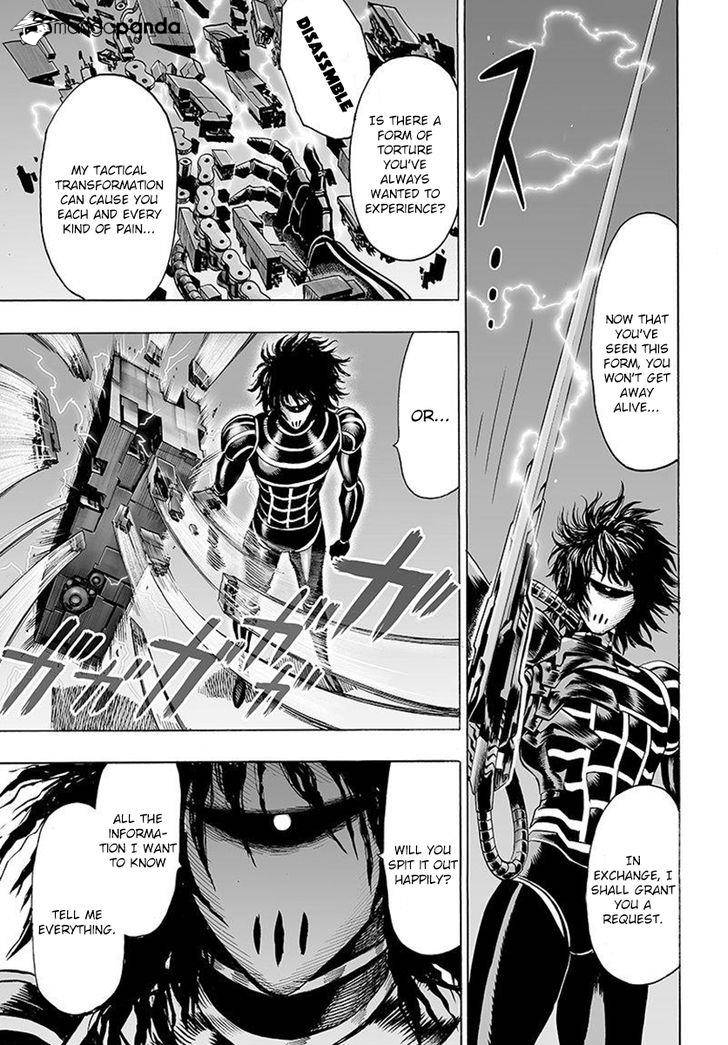 NOW THAT
YOU'VE
SEEN THIS
FORM, YOU
WON'T GET
AWAY
ALIVE...
IN
EXCHANGE, I
SHALL GRANT
YOU A
REQUEST.
mangapanda
DISASSMBLE
IS THERE A
FORM OF
TORTURE
YOU'VE
ALWAYS
WANTED TO
EXPERIENCE?
MY TACTICAL
TRANSFORMATION
CAN CAUSE YOU
EACH AND EVERY
KIND OF PAIN...
OR...
ガガガガガ
WILL YOU
SPIT IT OUT
HAPPILY?
ALL THE
INFORMA-
TION I WANT
TO KNOW
TELL ME
EVERYTHING.